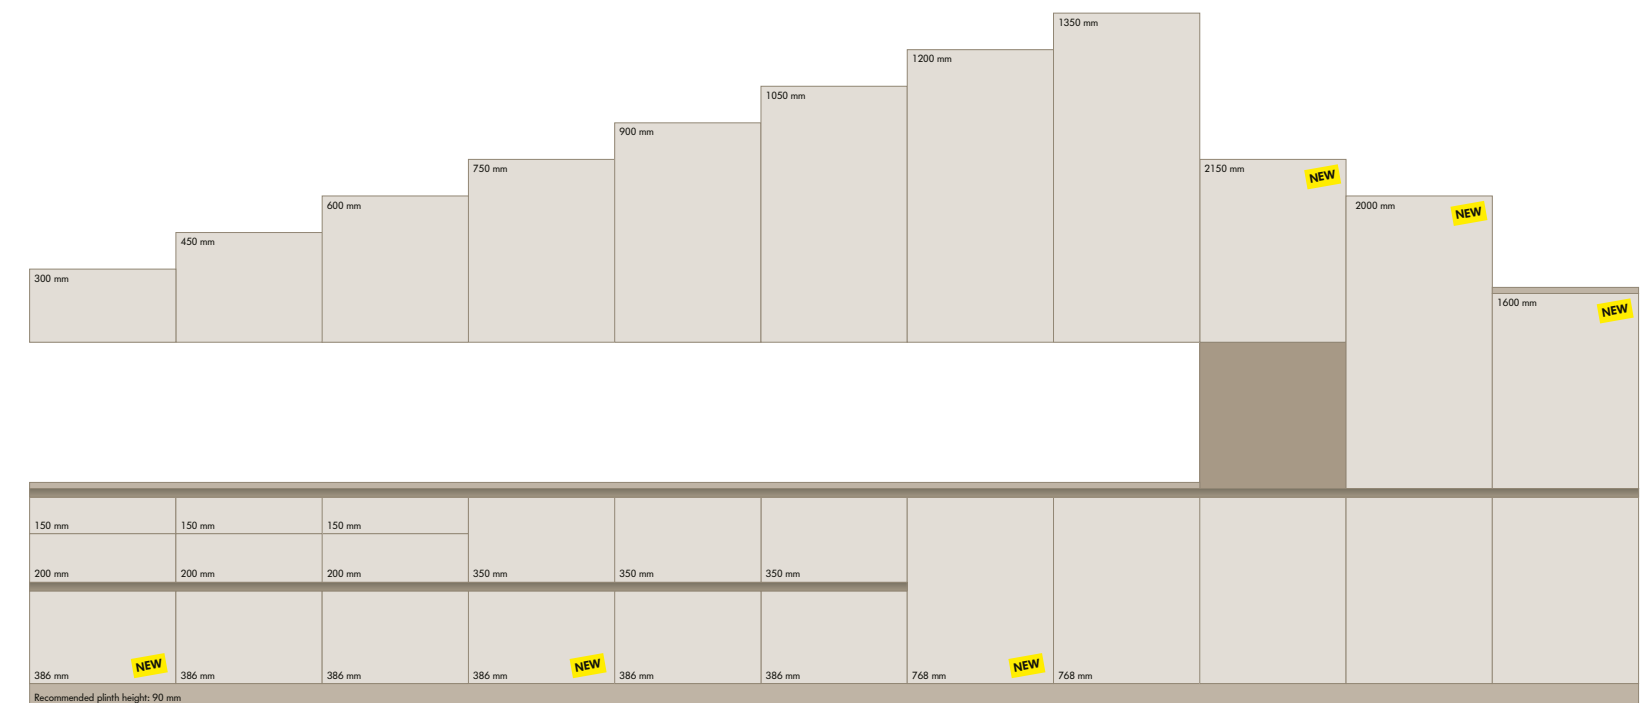 1350 mm
1200 mm
1050 mm
900 mm
750 mm
2150 mm
NEW
600 mm
2000 mm
NEW
450 mm
300 mm
1600 mm
NEW
150 mm
150 mm
150 mm
200 mm
200 mm
200 mm
350 mm
350 mm
350 mm
386 mm
NEW
386 mm
386 mm
386 mm
NEW
386 mm
386 mm
768 mm
NEW
768 mm
Recommended plinth height: 90 mm